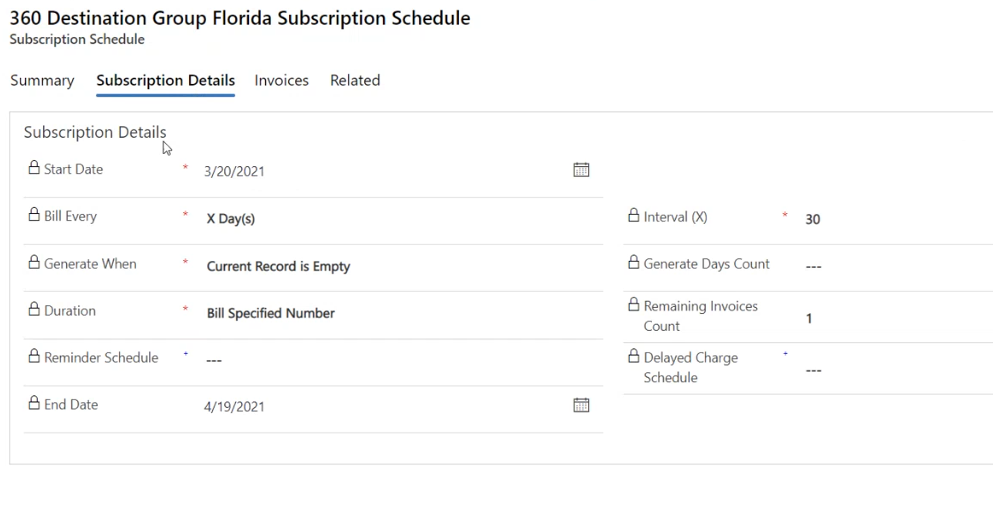 360 Destination Group Florida Subscription Schedule
Subscription Schedule
Summary Subscription Details Invoices Related
Subscription Details
Start Date * 3/20/2021
Bill Every * X Day(s)
Interval (X) * 30
Generate When * Current Record is Empty
Generate Days Count ---
Duration * Bill Specified Number
Remaining Invoices
Count
1
Reminder Schedule + ---
Delayed Charge
Schedule
+ ---
End Date 4/19/2021